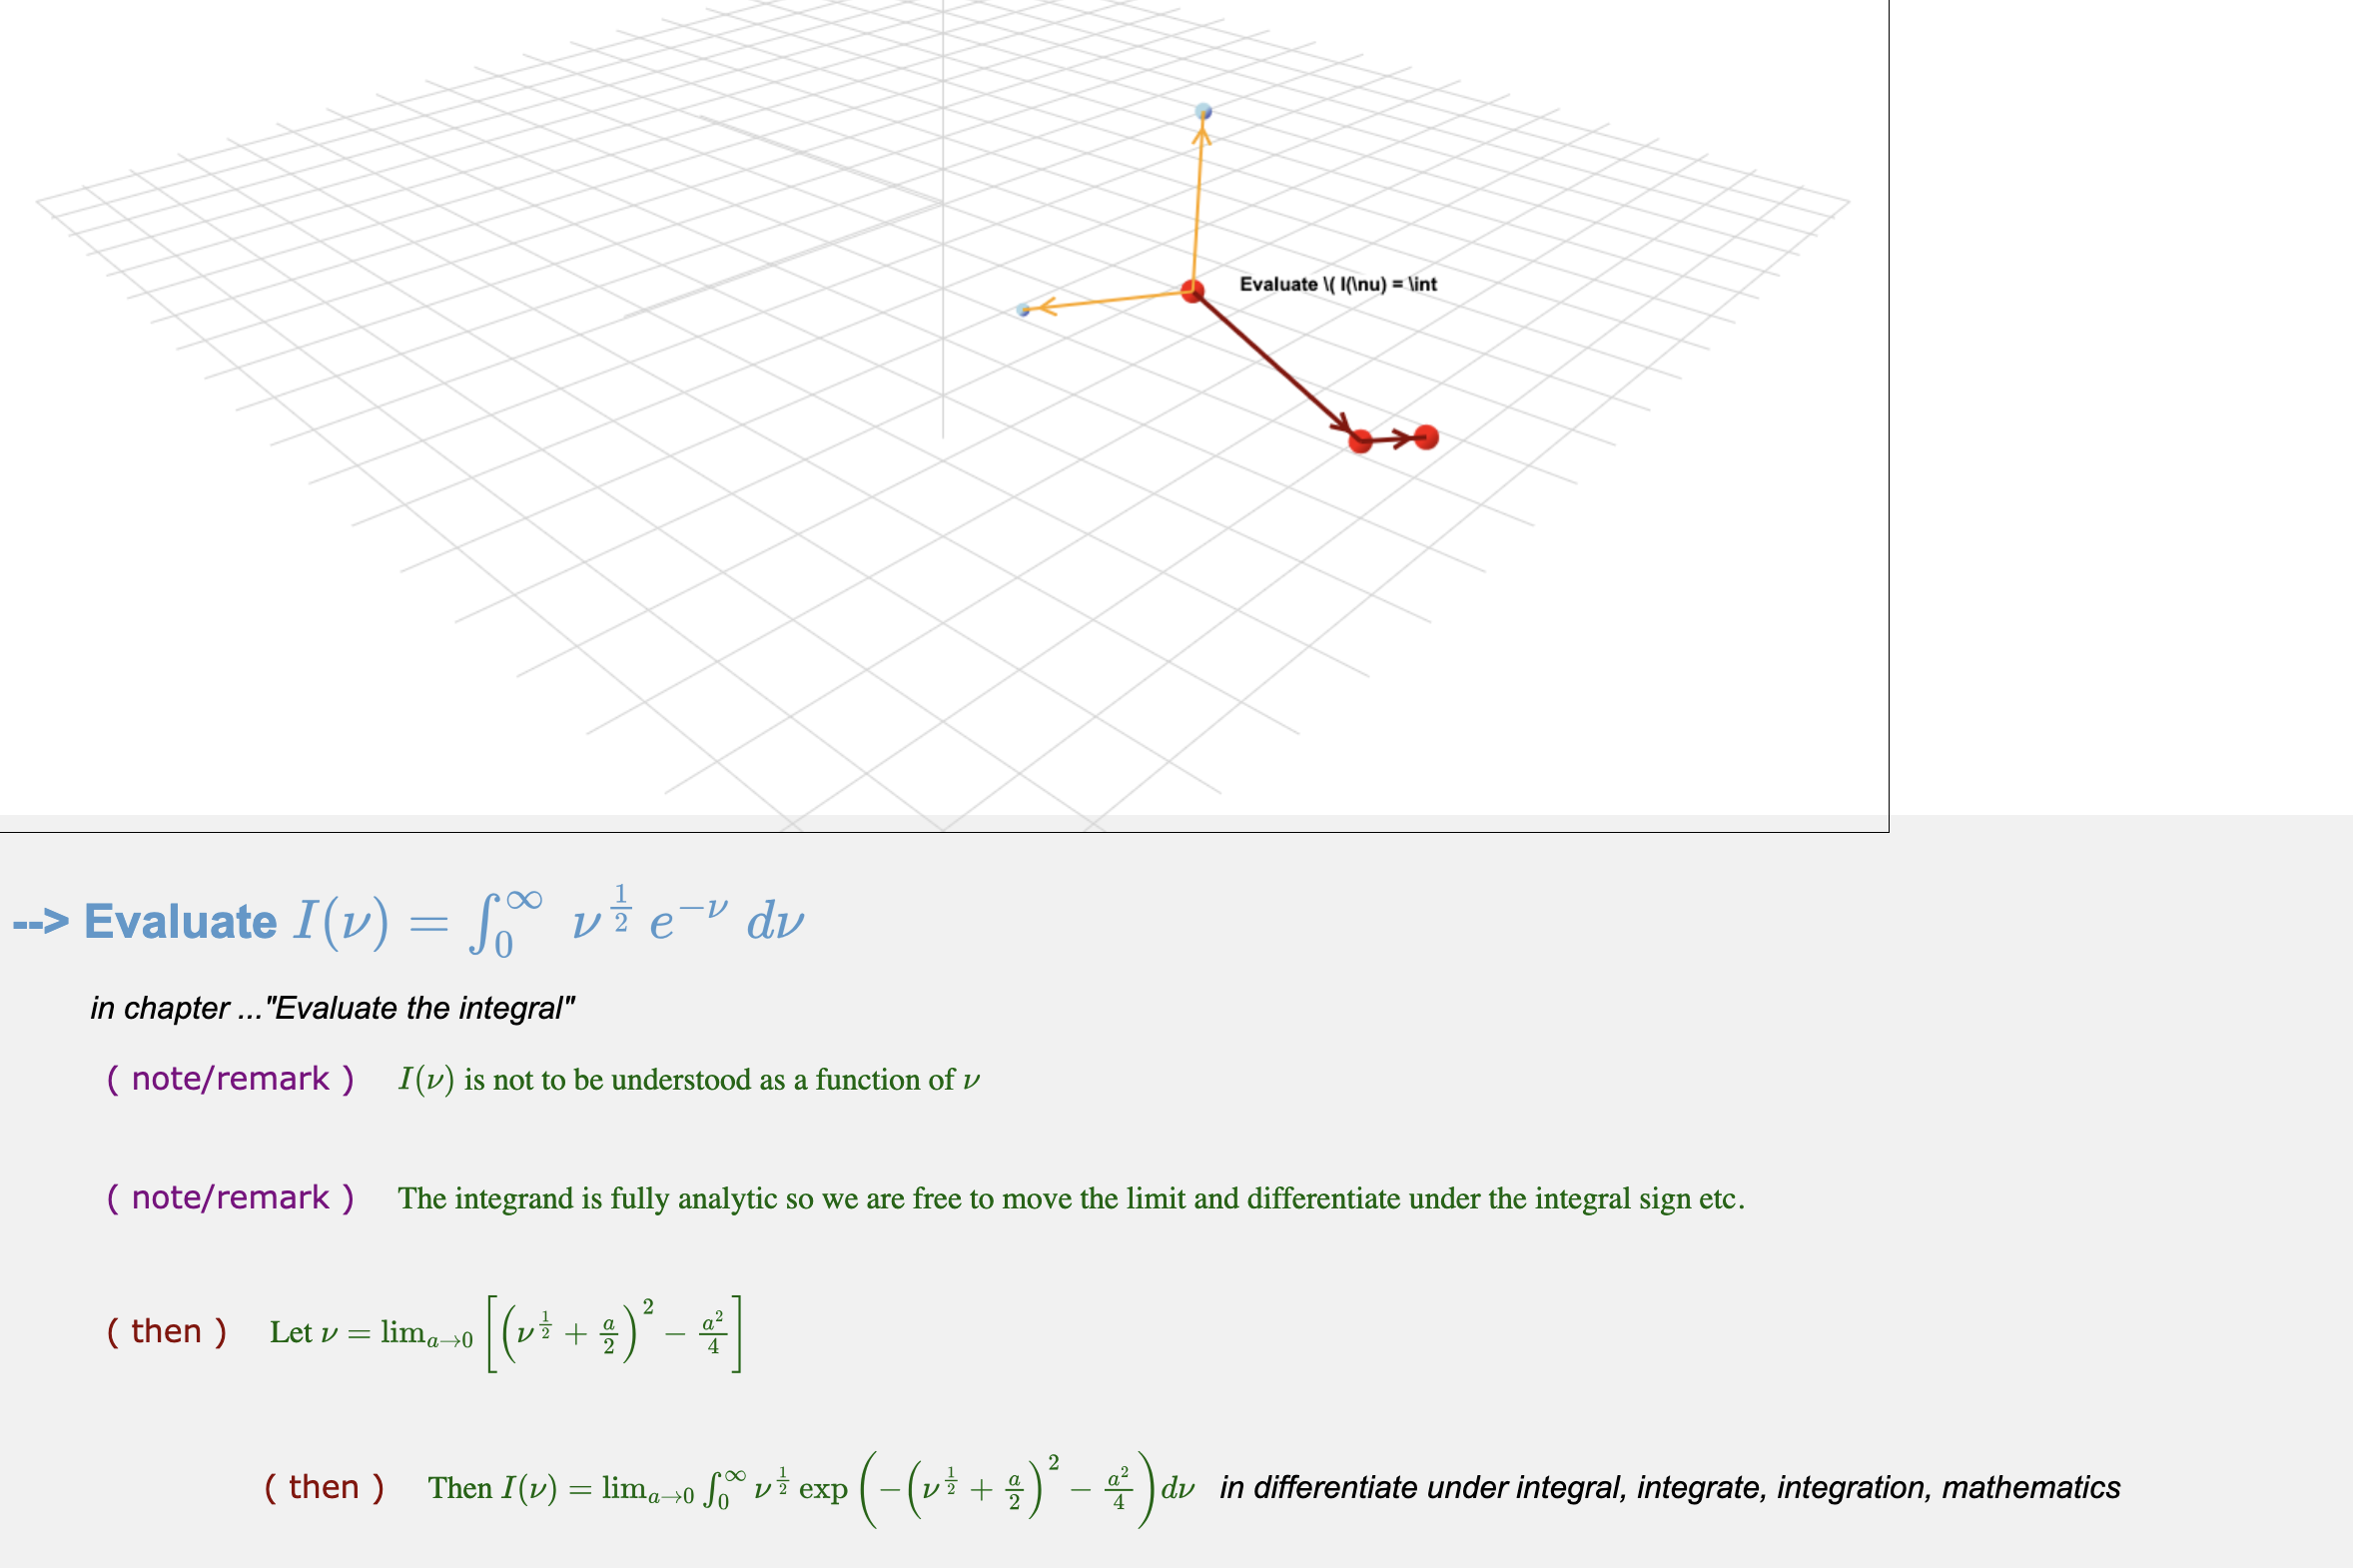 Evaluate \( I(\nu) = \int
--> Evaluate $I(\nu) = \int_0^\infty \nu^{\frac{1}{2}} e^{-\nu} d\nu$
in chapter ..."Evaluate the integral"
( note/remark ) $I(\nu)$ is not to be understood as a function of $\nu$
( note/remark ) The integrand is fully analytic so we are free to move the limit and differentiate under the integral sign etc.
( then ) Let $\nu = \lim_{a \to 0} \left[ \left( \nu^{\frac{1}{2}} + \frac{a}{2} \right)^2 - \frac{a^2}{4} \right]$
( then ) Then $I(\nu) = \lim_{a \to 0} \int_0^\infty \nu^{\frac{1}{2}} \exp \left( - \left( \nu^{\frac{1}{2}} + \frac{a}{2} \right)^2 - \frac{a^2}{4} \right) d\nu$ in differentiate under integral, integrate, integration, mathematics